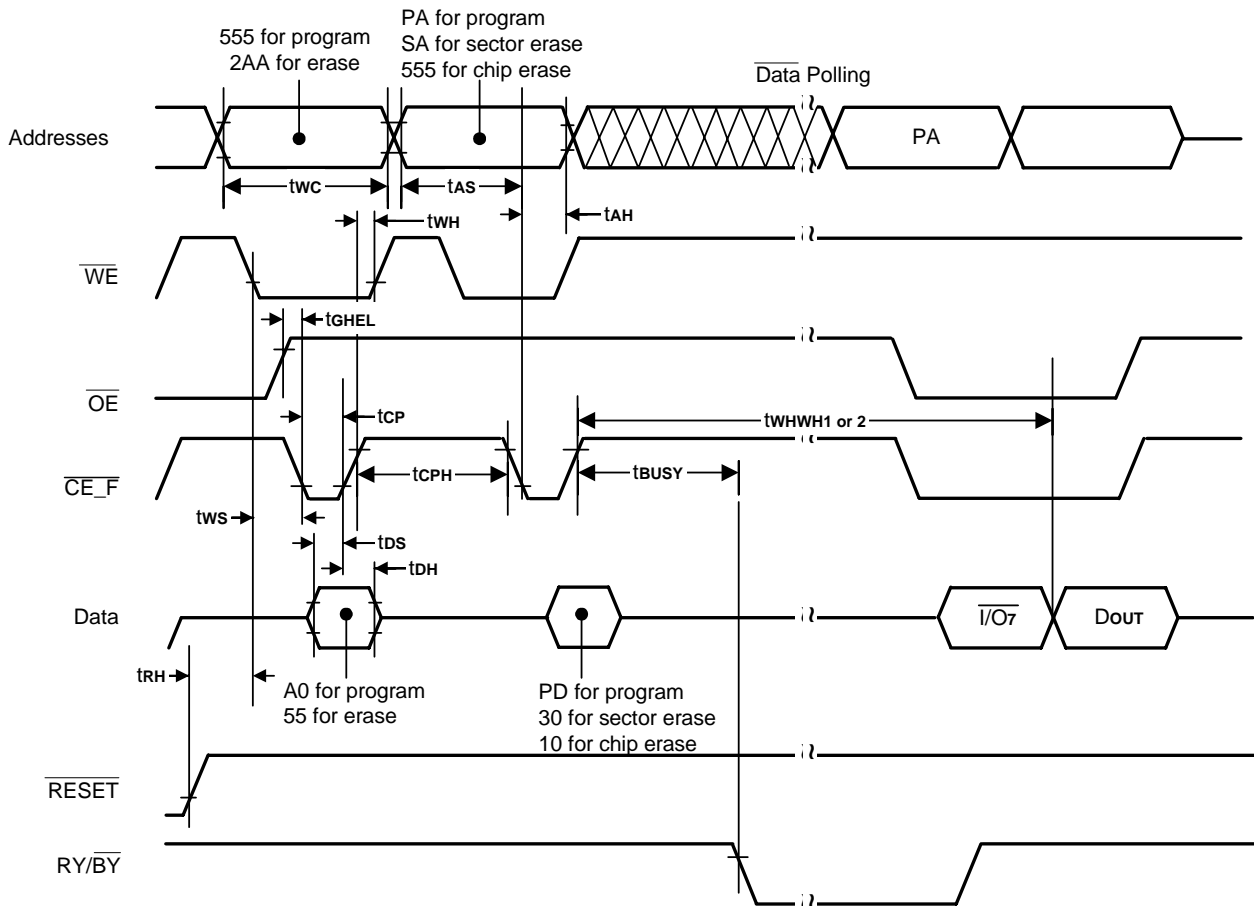 555 for program
2AA for erase
PA for program
SA for sector erase
555 for chip erase
Data Polling
Addresses
PA
tWC
tAS
tWH
tAH
WE
tGHEL
OE
tCP
tWHWH1 or 2
CE_F
tCPH
tBUSY
tWS
tDS
tDH
Data
I/O7
DOUT
tRH
A0 for program
55 for erase
PD for program
30 for sector erase
10 for chip erase
RESET
RY/BY